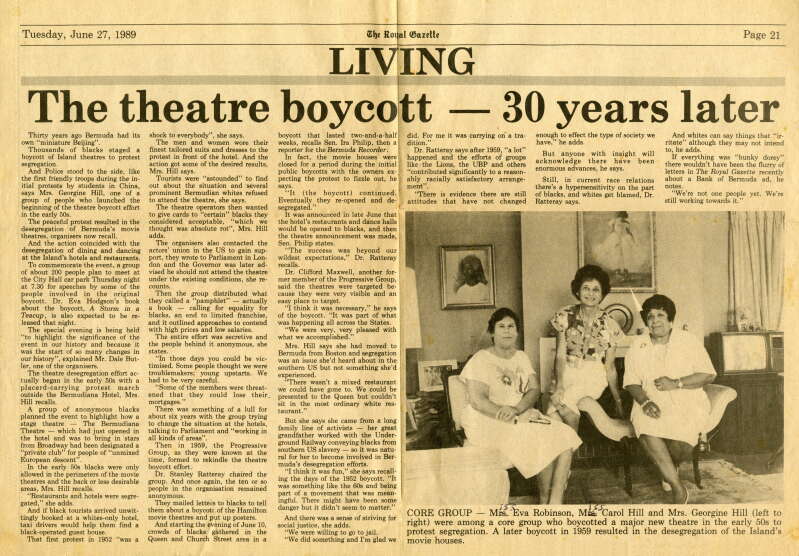 Tuesday, June 27, 1989
The Royal Gazette
Page 21
LIVING
The theatre boycott — 30 years later
Thirty years ago Bermuda had its
own "miniature Beijing".
Thousands of blacks staged a
boycott of Island theatres to protest
segregation.
And Police stood to the side, like
the first friendly troops during the in-
itial protests by students in China,
says Mrs. Georgine Hill, one of a
group of people who launched the
beginning of the theatre boycott effort
in the early 50s.
The peaceful protest resulted in the
desegregation of Bermuda's movie
theatres, organisers now recall.
And the action coincided with the
desegregation of dining and dancing
at the Island's hotels and restaurants.
To commemorate the event, a group
of about 200 people plan to meet at
the City Hall car park Thursday night
at 7.30 for speeches by some of the
people involved in the original
boycott. Dr. Eva Hodgson's book
about the boycott, A Storm in a
Teacup, is also expected to be re-
leased that night.
The special evening is being held
"to highlight the significance of the
event in our history and because it
was the start of so many changes in
our history", explained Mr. Dale But-
ler, one of the organisers.
The theatre desegregation effort ac-
tually began in the early 50s with a
placard-carrying protest march
outside the Bermudiana Hotel, Mrs.
Hill recalls.
A group of anonymous blacks
planned the event to highlight how a
stage theatre — The Bermudiana
Theatre — which had just opened in
the hotel and was to bring in stars
from Broadway had been designated a
"private club" for people of "unmixed
European descent".
In the early 50s blacks were only
allowed in the perimeters of the movie
theatres and the back or less desirable
areas, Mrs. Hill recalls.
"Restaurants and hotels were segre-
gated," she adds.
And if black tourists arrived unwit-
tingly booked at a whites-only hotel,
taxi drivers would help them find a
black-operated guest house.
That first protest in 1952 "was a
shock to everybody", she says.
The men and women wore their
finest tailored suits and dresses to the
protest in front of the hotel. And the
action got some of the desired results,
Mrs. Hill says.
Tourists were "astounded" to find
out about the situation and several
prominent Bermudian whites refused
to attend the theatre, she says.
The theatre operators then wanted
to give cards to "certain" blacks they
considered acceptable, "which we
thought was absolute rot", Mrs. Hill
adds.
The organisers also contacted the
actors' union in the US to gain sup-
port, they wrote to Parliament in Lon-
don and the Governor was later ad-
vised he should not attend the theatre
under the existing conditions, she re-
counts.
Then the group distributed what
they called a "pamphlet" — actually
a book — calling for equality for
blacks, an end to limited franchise,
and it outlined approaches to contend
with high prices and low salaries.
The entire effort was secretive and
the people behind it anonymous, she
states.
"In those days you could be vic-
timised. Some people thought we were
troublemakers; young upstarts. We
had to be very careful.
"Some of the members were threat-
ened that they could lose their
mortgages."
There was something of a lull for
about six years with the group trying
to change the situation at the hotels,
talking to Parliament and "working in
all kinds of areas".
Then in 1959, the Progressive
Group, as they were known at the
time, formed to rekindle the theatre
boycott effort.
Dr. Stanley Ratteray chaired the
group. And once again, the ten or so
people in the organisation remained
anonymous.
They mailed letters to blacks to tell
them about a boycott of the Hamilton
movie theatres and put up posters.
And starting the evening of June 10,
crowds of blacks gathered in the
Queen and Church Street area in a
boycott that lasted two-and-a-half
weeks, recalls Sen. Ira Philip, then a
reporter for the Bermuda Recorder.
In fact, the movie houses were
closed for a period during the initial
public boycotts with the owners ex-
pecting the protest to fizzle out, he
says.
"It (the boycott) continued.
Eventually they re-opened and de-
segregated."
It was announced in late June that
the hotel's restaurants and dance halls
would be opened to blacks, and then
the theatre announcement was made,
Sen. Philip states.
"The success was beyond our
wildest expectations," Dr. Ratteray
recalls.
Dr. Clifford Maxwell, another for-
mer member of the Progressive Group,
said the theatres were targeted be-
cause they were very visible and an
easy place to target.
"I think it was necessary," he says
of the boycott. "It was part of what
was happening all across the States.
"We were very, very pleased with
what we accomplished."
Mrs. Hill says she had moved to
Bermuda from Boston and segregation
was an issue she'd heard about in the
southern US but not something she'd
experienced.
"There wasn't a mixed restaurant
we could have gone to. We could be
presented to the Queen but couldn't
sit in the most ordinary white res-
taurant."
But she says she came from a long
family line of activists — her great
grandfather worked with the Under-
ground Railway conveying blacks from
southern US slavery — so it was natu-
ral for her to become involved in Ber-
muda's desegregation efforts.
"I think it was fun", she says recall-
ing the days of the 1952 boycott. "It
was something like the 60s and being
part of a movement that was mean-
ingful. There might have been some
danger but it didn't seem to matter."
And there was a sense of striving for
social justice, she adds.
"We were willing to go to jail.
"We did something and I'm glad we
did. For me it was carrying on a tra-
dition."
Dr. Ratteray says after 1959, "a lot"
happened and the efforts of groups
like the Lions, the UBP and others
"contributed significantly to a reason-
ably racially satisfactory arrange-
ment".
"There is evidence there are still
attitudes that have not changed
enough to effect the type of society we
have," he adds.
But anyone with insight will
acknowledge there have been
enormous advances, he says.
Still, in current race relations
there's a hypersensitivity on the part
of blacks, and whites get blamed, Dr.
Ratteray says.
And whites can say things that "ir-
ritate" although they may not intend
to, he adds.
If everything was "hunky dorey"
there wouldn't have been the flurry of
letters in The Royal Gazette recently
about a Bank of Bermuda ad, he
notes.
"We're not one people yet. We're
still working towards it."
CORE GROUP — Mrs. Eva Robinson, Mrs. Carol Hill and Mrs. Georgine Hill (left to
right) were among a core group who boycotted a major new theatre in the early 50s to
protest segregation. A later boycott in 1959 resulted in the desegregation of the Island's
movie houses.